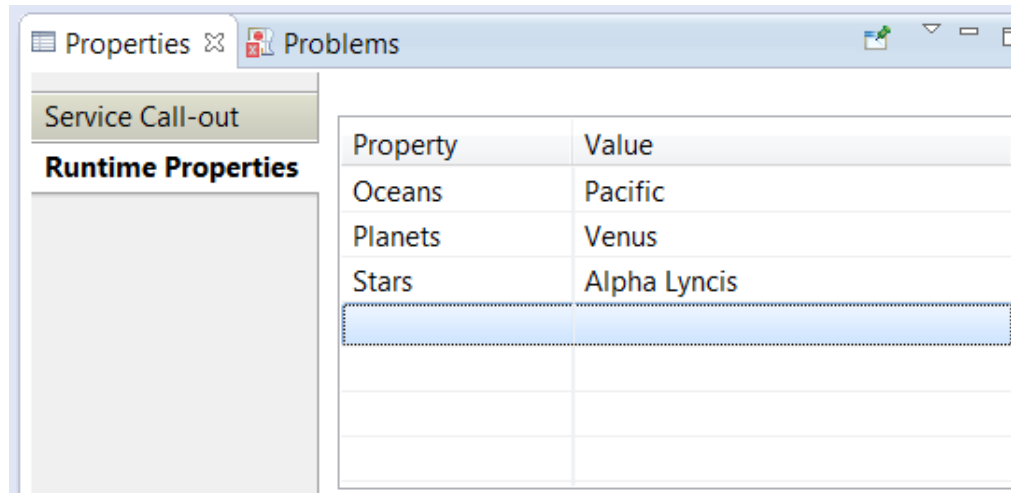 Properties Problems
Service Call-out
Runtime Properties
Property Value
Oceans Pacific
Planets Venus
Stars Alpha Lyncis